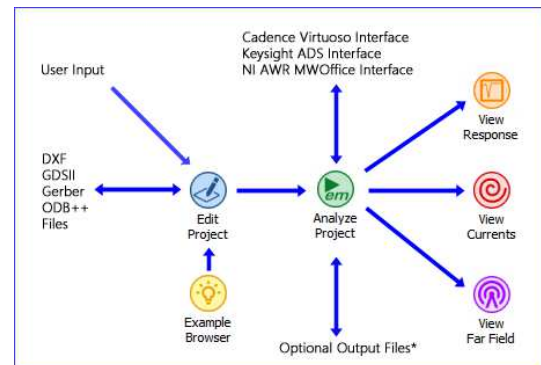 Cadence Virtuoso Interface
Keysight ADS Interface
NI AWR MWOffice Interface
User Input
View
Response
DXF
GDSII
Gerber
ODB++
Files
Edit
Project
em
Analyze
Project
View
Currents
Example
Browser
Optional Output Files*
View
Far Field